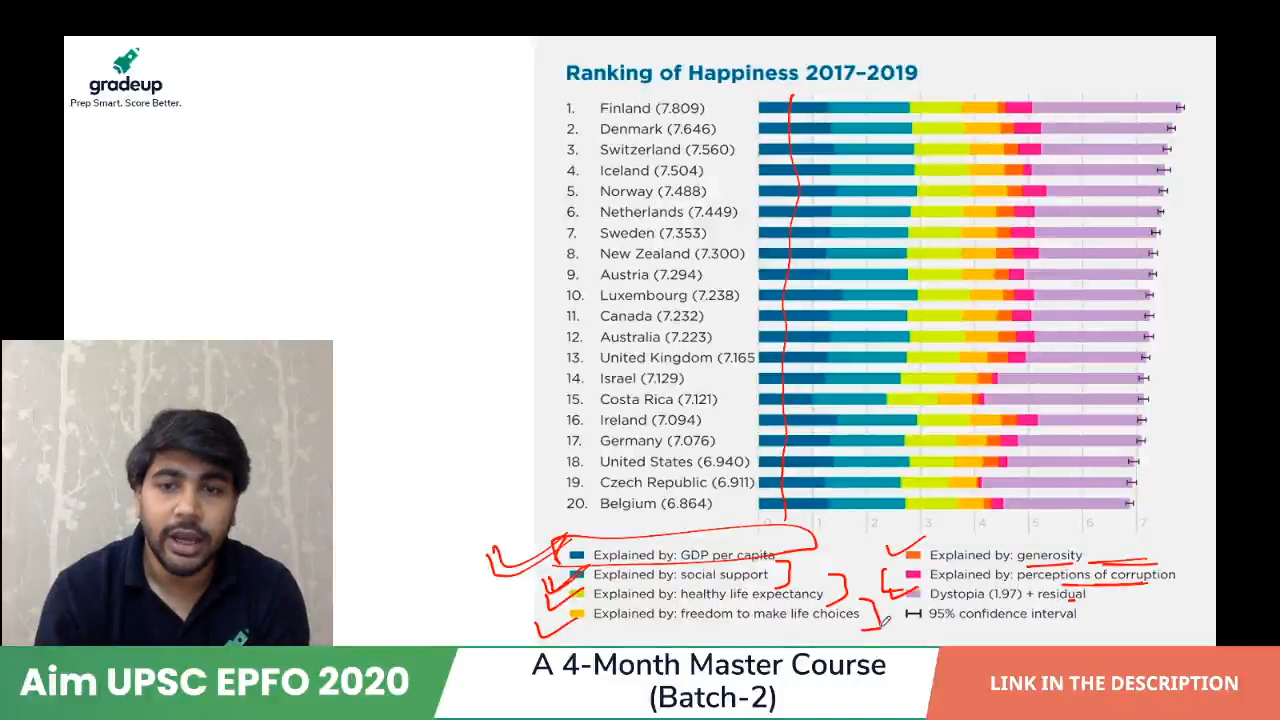 gradeup
Prep Smart. Score Better.
Ranking of Happiness 2017–2019
1. Finland (7.809)
2. Denmark (7.646)
3. Switzerland (7.560)
4. Iceland (7.504)
5. Norway (7.488)
6. Netherlands (7.449)
7. Sweden (7.353)
8. New Zealand (7.300)
9. Austria (7.294)
10. Luxembourg (7.238)
11. Canada (7.232)
12. Australia (7.223)
13. United Kingdom (7.165
14. Israel (7.129)
15. Costa Rica (7.121)
16. Ireland (7.094)
17. Germany (7.076)
18. United States (6.940)
19. Czech Republic (6.911)
20. Belgium (6.864)
0 1 2 3 4 5 6 7
Explained by: GDP per capita
Explained by: social support
Explained by: healthy life expectancy
Explained by: freedom to make life choices
Explained by: generosity
Explained by: perceptions of corruption
Dystopia (1.97) + residual
95% confidence interval
Aim UPSC EPFO 2020
A 4-Month Master Course
(Batch-2)
LINK IN THE DESCRIPTION